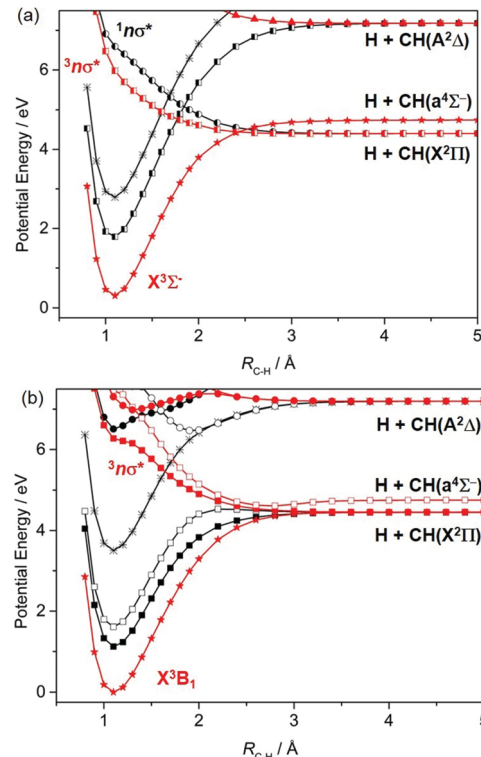 (a)
¹nσ*
³nσ*
H + CH(A²Δ)
H + CH(a⁴Σ⁻)
H + CH(X²Π)
X³Σ⁻
Potential Energy / eV
6
4
2
0
1 2 3 4 5
R_C-H / Å
(b)
³nσ*
H + CH(A²Δ)
H + CH(a⁴Σ⁻)
H + CH(X²Π)
X³B₁
Potential Energy / eV
6
4
2
0
1 2 3 4 5
R_C-H / Å